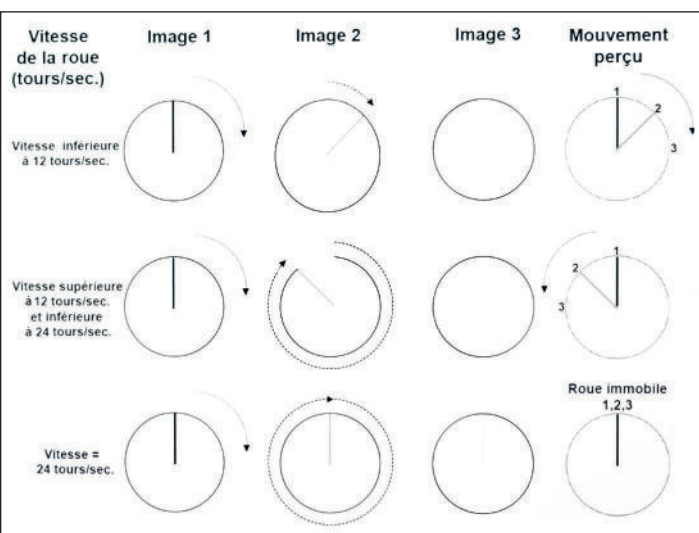 Vitesse
de la roue
(tours/sec.)
Image 1
Image 2
Image 3
Mouvement
perçu
Vitesse inférieure
à 12 tours/sec.
1
2
3
Vitesse supérieure
à 12 tours/sec.
et inférieure
à 24 tours/sec.
1
2
3
Vitesse =
24 tours/sec.
Roue immobile
1,2,3